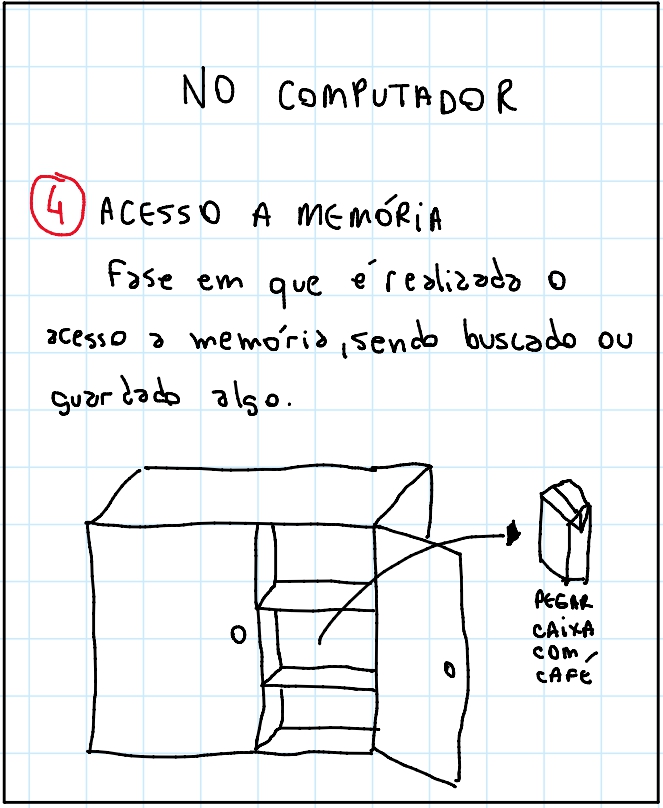 NO COMPUTADOR
4 ACESSO A MEMÓRIA
Fase em que é realizada o
acesso a memória, sendo buscado ou
guardado algo.
PEGAR
CAIXA
COM
CAFÉ